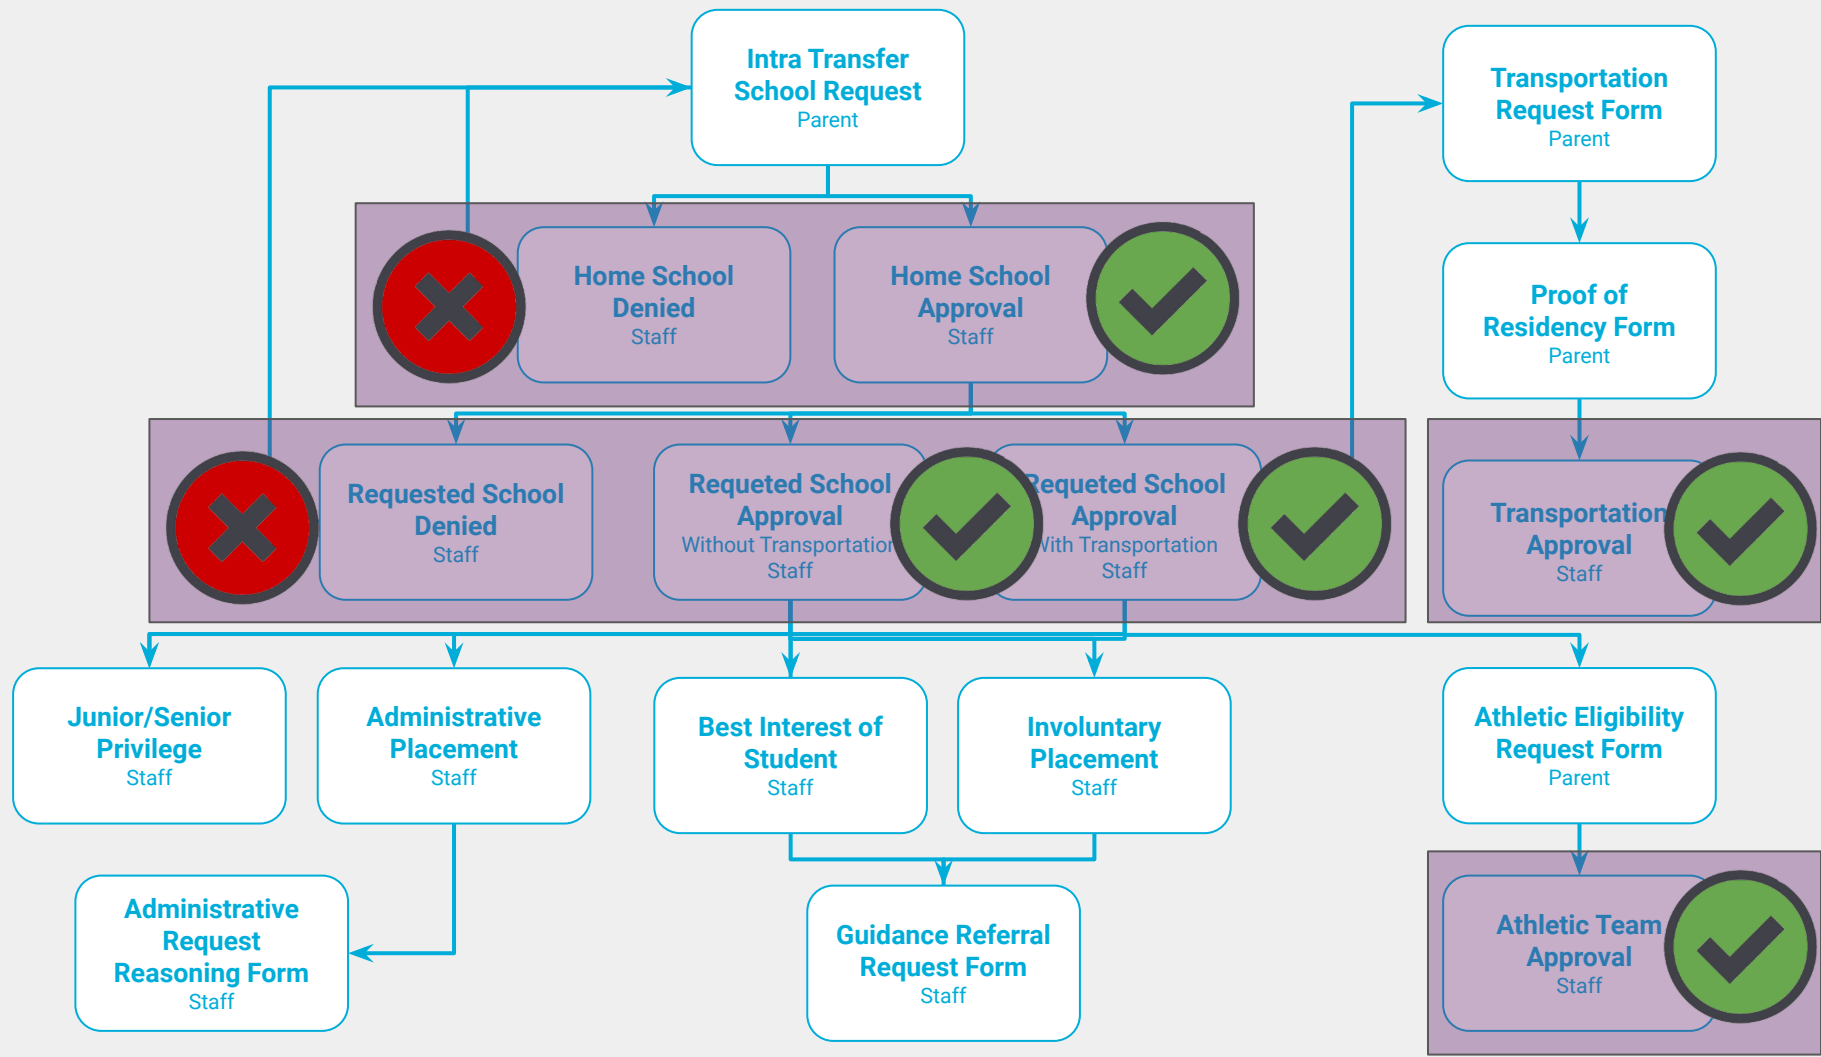 Intra Transfer
School Request
Parent
Transportation
Request Form
Parent
Home School
Denied
Staff
Home School
Approval
Staff
Proof of
Residency Form
Parent
Requested School
Denied
Staff
Requeted School
Approval
Without Transportation
Staff
Requeted School
Approval
With Transportation
Staff
Transportation
Approval
Staff
Junior/Senior
Privilege
Staff
Administrative
Placement
Staff
Best Interest of
Student
Staff
Involuntary
Placement
Staff
Athletic Eligibility
Request Form
Parent
Administrative
Request
Reasoning Form
Staff
Guidance Referral
Request Form
Staff
Athletic Team
Approval
Staff